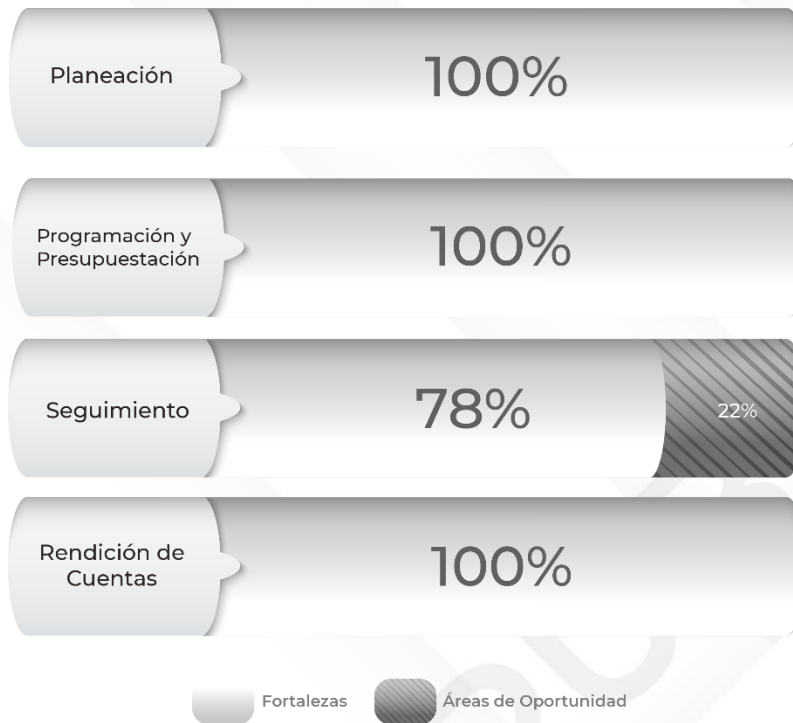 Planeación
100%
Programación y
Presupuestación
100%
Seguimiento
78%
22%
Rendición de
Cuentas
100%
Fortalezas
Áreas de Oportunidad